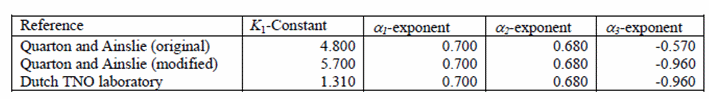 Reference K₁-Constant α₁-exponent α₂-exponent α₃-exponent
Quarton and Ainslie (original) 4.800 0.700 0.680 -0.570
Quarton and Ainslie (modified) 5.700 0.700 0.680 -0.960
Dutch TNO laboratory 1.310 0.700 0.680 -0.960